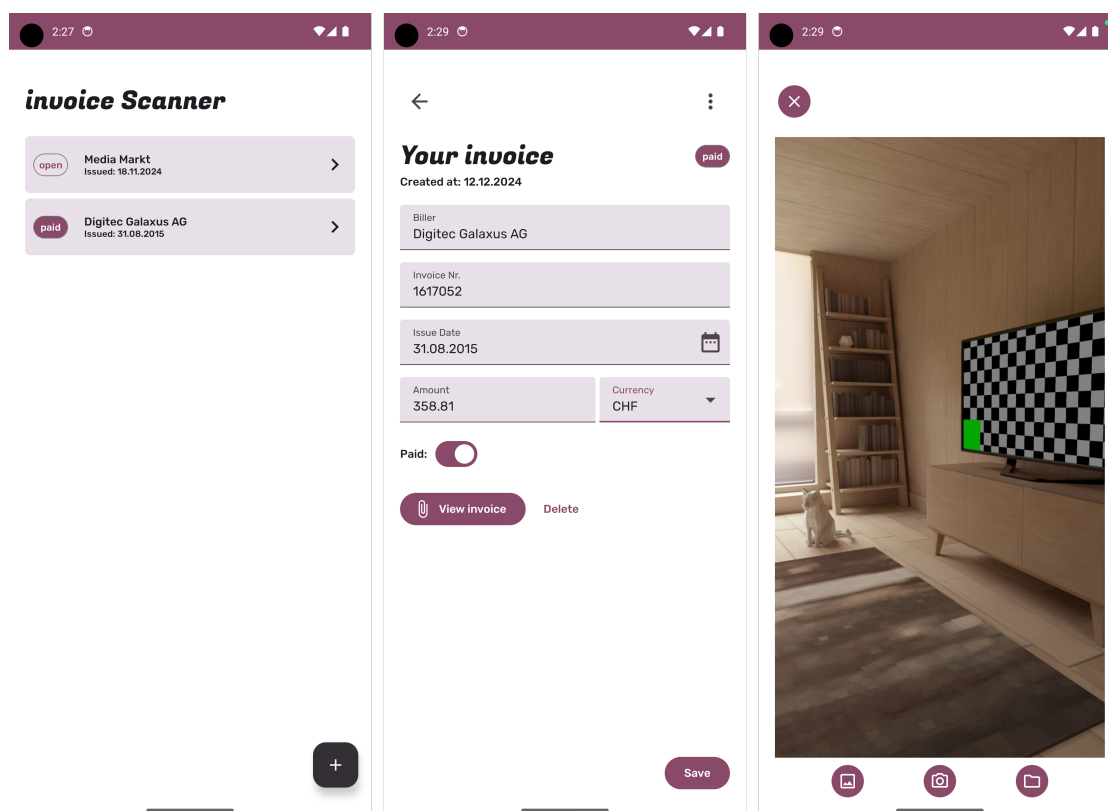 2:27
invoice Scanner
open
Media Markt
Issued: 18.11.2024
paid
Digitec Galaxus AG
Issued: 31.08.2015
+
2:29
Your invoice
paid
Created at: 12.12.2024
Biller
Digitec Galaxus AG
Invoice Nr.
1617052
Issue Date
31.08.2015
Amount
358.81
Currency
CHF
Paid:
View invoice
Delete
Save
2:29